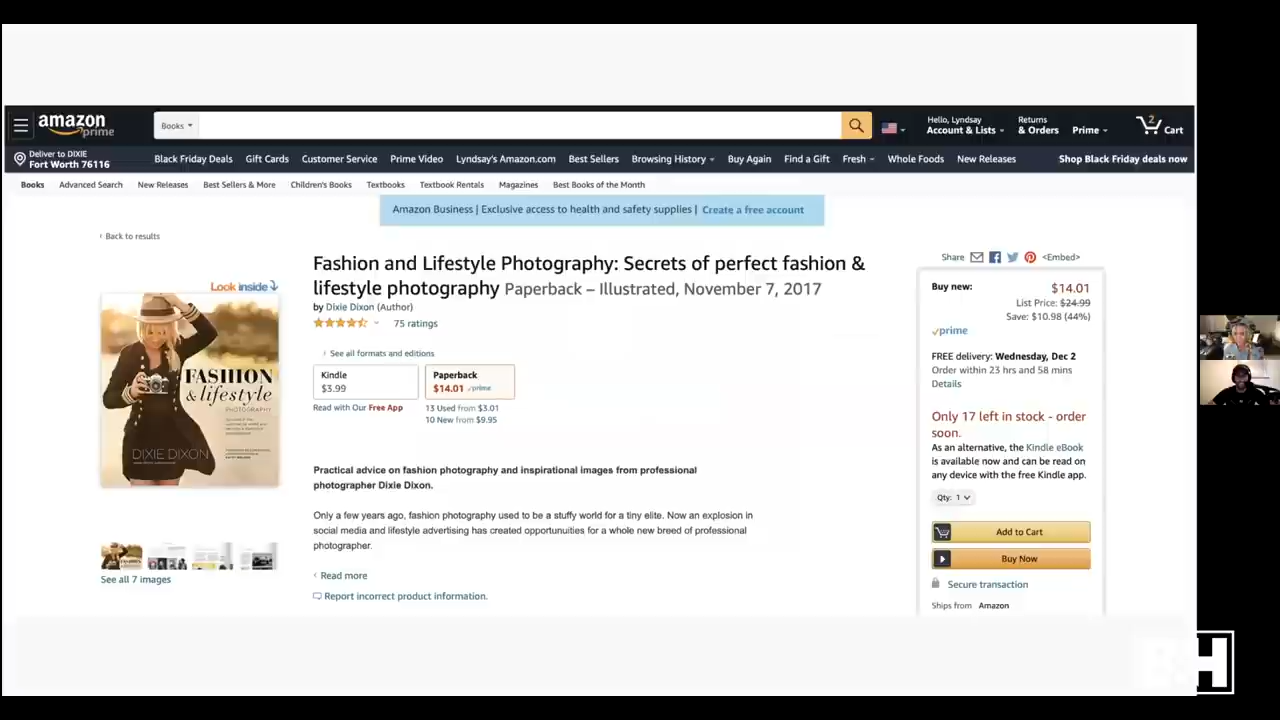 amazon
prime
Books
Hello, Lyndsay
Account & Lists
Returns
& Orders
Prime
2
Cart
Deliver to DIXIE
Fort Worth 76116
Black Friday Deals
Gift Cards
Customer Service
Prime Video
Lyndsay's Amazon.com
Best Sellers
Browsing History
Buy Again
Find a Gift
Fresh
Whole Foods
New Releases
Shop Black Friday deals now
Books
Advanced Search
New Releases
Best Sellers & More
Children's Books
Textbooks
Textbook Rentals
Magazines
Best Books of the Month
Amazon Business | Exclusive access to health and safety supplies | Create a free account
‹ Back to results
Look inside
FASHION
& lifestyle
PHOTOGRAPHY
DIXIE DIXON
See all 7 images
Fashion and Lifestyle Photography: Secrets of perfect fashion &
lifestyle photography Paperback – Illustrated, November 7, 2017
by Dixie Dixon (Author)
75 ratings
See all formats and editions
Kindle
$3.99
Paperback
$14.01 prime
Read with Our Free App
13 Used from $3.01
10 New from $9.95
Practical advice on fashion photography and inspirational images from professional
photographer Dixie Dixon.
Only a few years ago, fashion photography used to be a stuffy world for a tiny elite. Now an explosion in
social media and lifestyle advertising has created opportunities for a whole new breed of professional
photographer.
Read more
Report incorrect product information.
Share
<Embed>
Buy new:
$14.01
List Price: $24.99
Save: $10.98 (44%)
prime
FREE delivery: Wednesday, Dec 2
Order within 23 hrs and 58 mins
Details
Only 17 left in stock - order
soon.
As an alternative, the Kindle eBook
is available now and can be read on
any device with the free Kindle app.
Qty: 1
Add to Cart
Buy Now
Secure transaction
Ships from Amazon
H